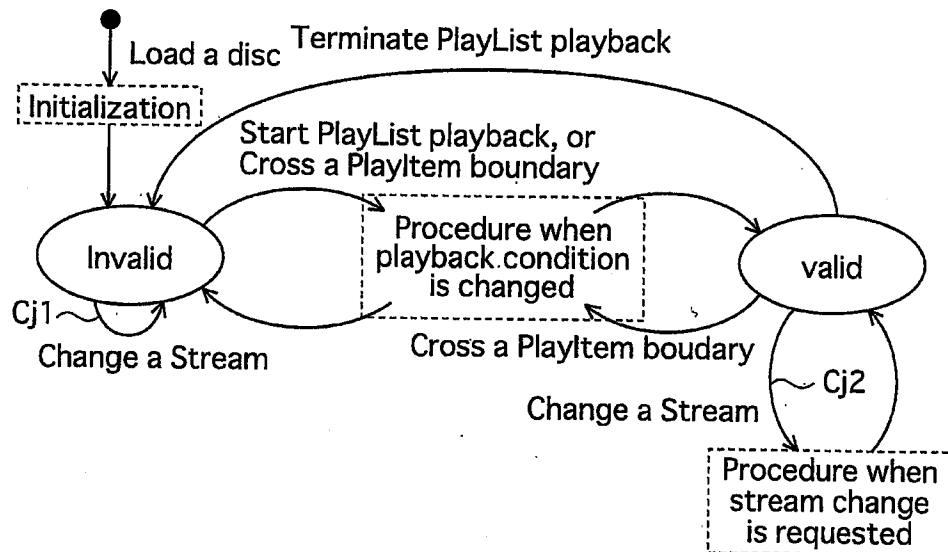 Load a disc
Terminate PlayList playback
Initialization
Start PlayList playback, or
Cross a PlayItem boundary
Invalid
Procedure when
playback condition
is changed
valid
Cj1
Change a Stream
Cross a PlayItem boudary
Cj2
Change a Stream
Procedure when
stream change
is requested